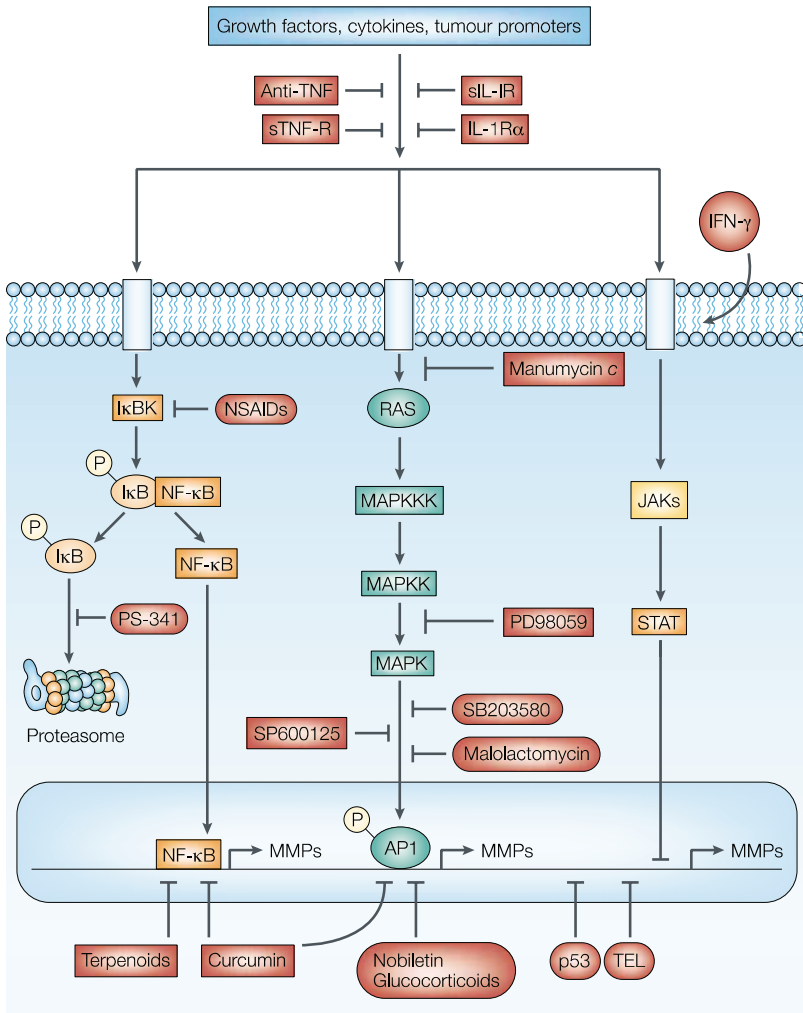 Growth factors, cytokines, tumour promoters
Anti-TNF
sIL-IR
sTNF-R
IL-1Rα
IFN-γ
Manumycin c
IκBK
NSAIDs
RAS
P
IκB
NF-κB
MAPKKK
JAKs
P
IκB
NF-κB
MAPKK
PS-341
PD98059
STAT
MAPK
Proteasome
SB203580
SP600125
Malolactomycin
P
NF-κB
MMPs
AP1
MMPs
MMPs
Terpenoids
Curcumin
Nobiletin
Glucocorticoids
p53
TEL